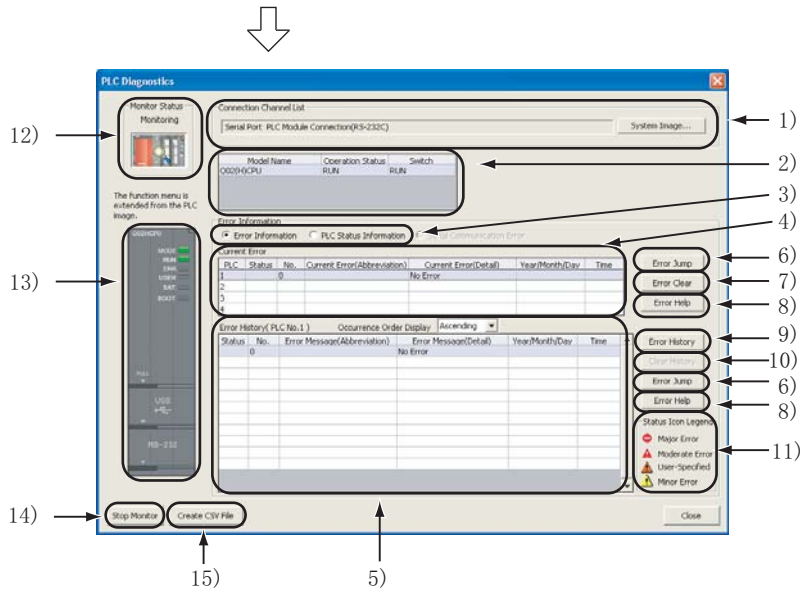 PLC Diagnostics
Monitor Status
Monitoring
Connection Channel List
Serial Port PLC Module Connection(RS-232C)
System Image...
1)
12)
Model Name Operation Status Switch
Q02(H)CPU RUN RUN
2)
3)
4)
The function menu is
extended from the PLC
image.
Error Information
Error Information PLC Status Information Communication Error
Current Error
PLC Status No. Current Error(Abbreviation) Current Error(Detail) Year/Month/Day Time
1 0 No Error
2
3
4
Error Jump
6)
Error Clear
7)
Error Help
8)
13)
Q02HCPU
MODE
RUN
ERR.
USER
BAT.
BOOT
PULL
USB
RS-232
Error History( PLC No.1 ) Occurrence Order Display Ascending
Status No. Error Message(Abbreviation) Error Message(Detail) Year/Month/Day Time
0 No Error
Error History
9)
Clear History
10)
Error Jump
6)
Error Help
8)
Status Icon Legend
Major Error
Moderate Error
User-Specified
Minor Error
11)
14)
Stop Monitor
Create CSV File
Close
15)
5)